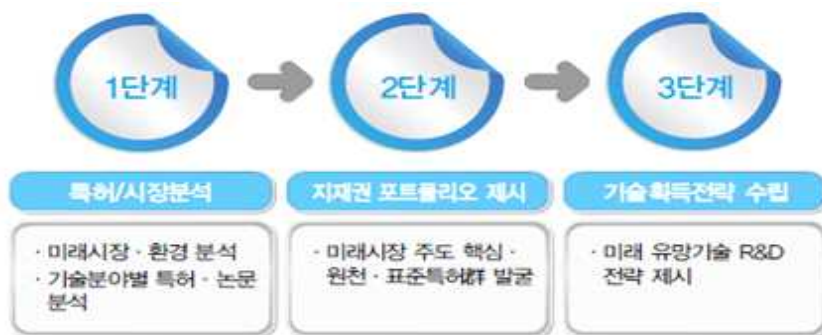 1단계
2단계
3단계
특허/시장분석
지재권 포트폴리오 제시
기술획득전략 수립
· 미래시장 · 환경 분석
· 기술분야별 특허 · 논문
분석
· 미래시장 주도 핵심 ·
원천 · 표준특허群 발굴
· 미래 유망기술 R&D
전략 제시